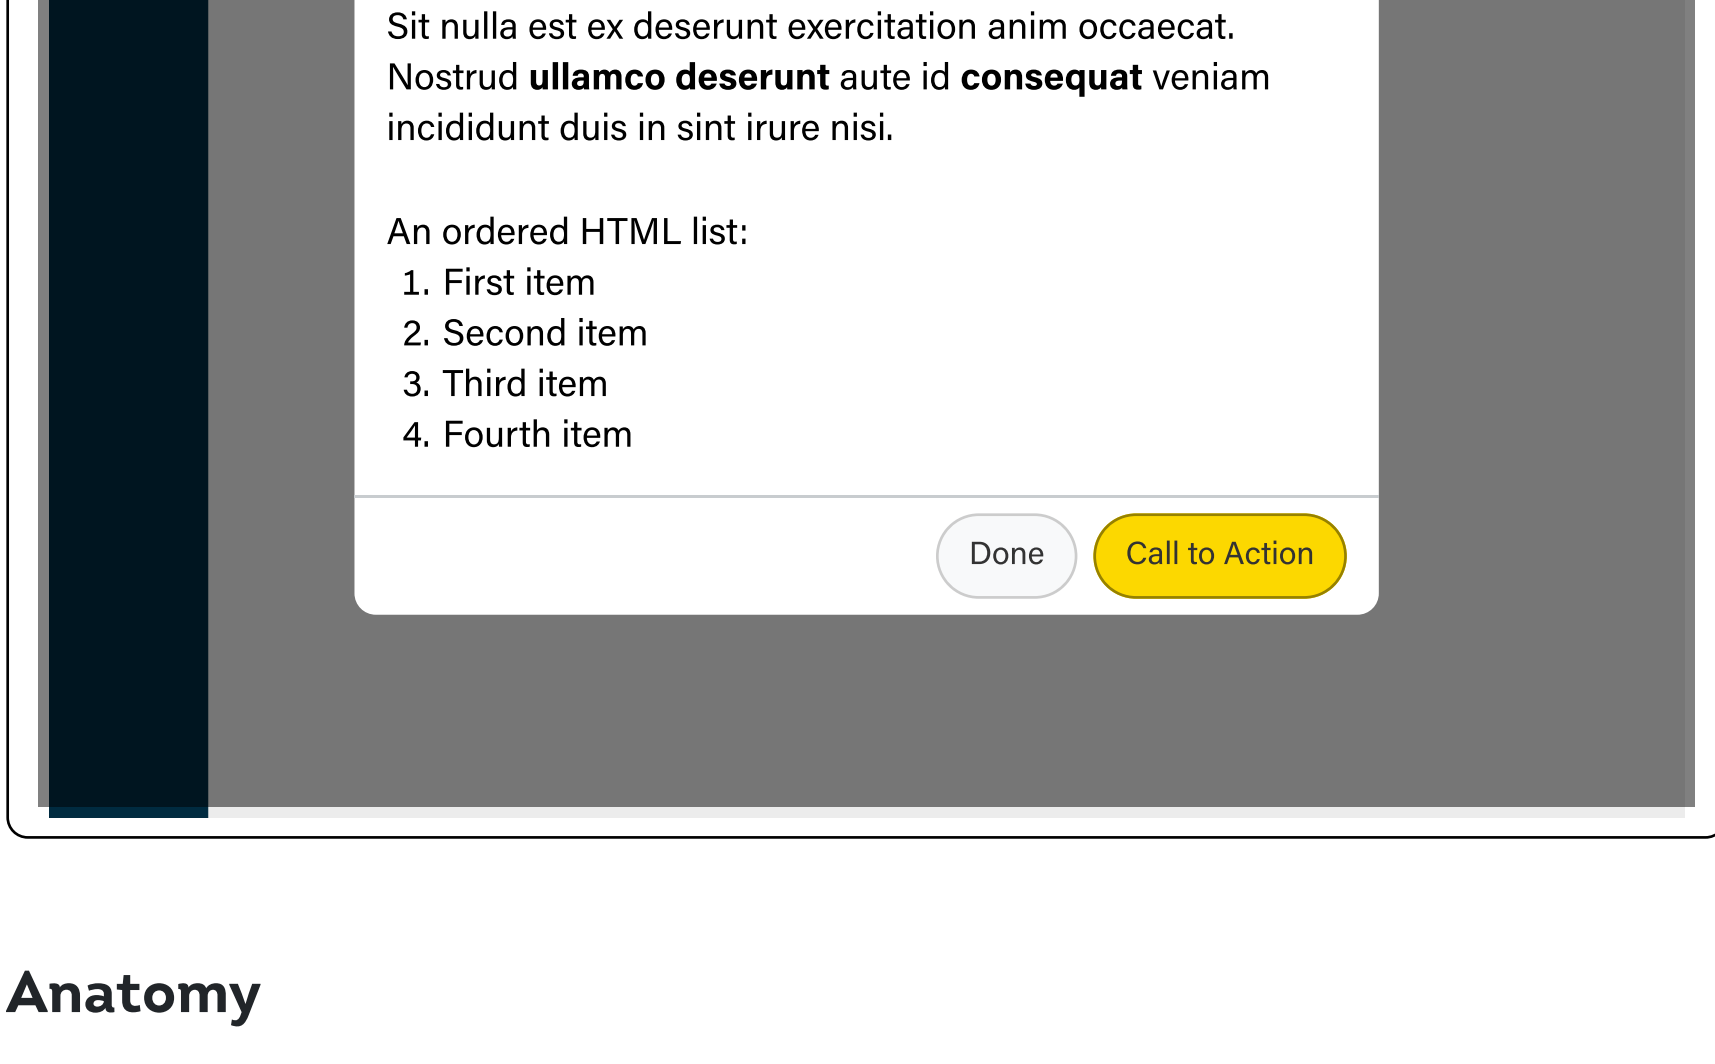 Sit nulla est ex deserunt exercitation anim occaecat.
Nostrud ullamco deserunt aute id consequat veniam
incididunt duis in sint irure nisi.
An ordered HTML list:
1. First item
2. Second item
3. Third item
4. Fourth item
Done
Call to Action
Anatomy